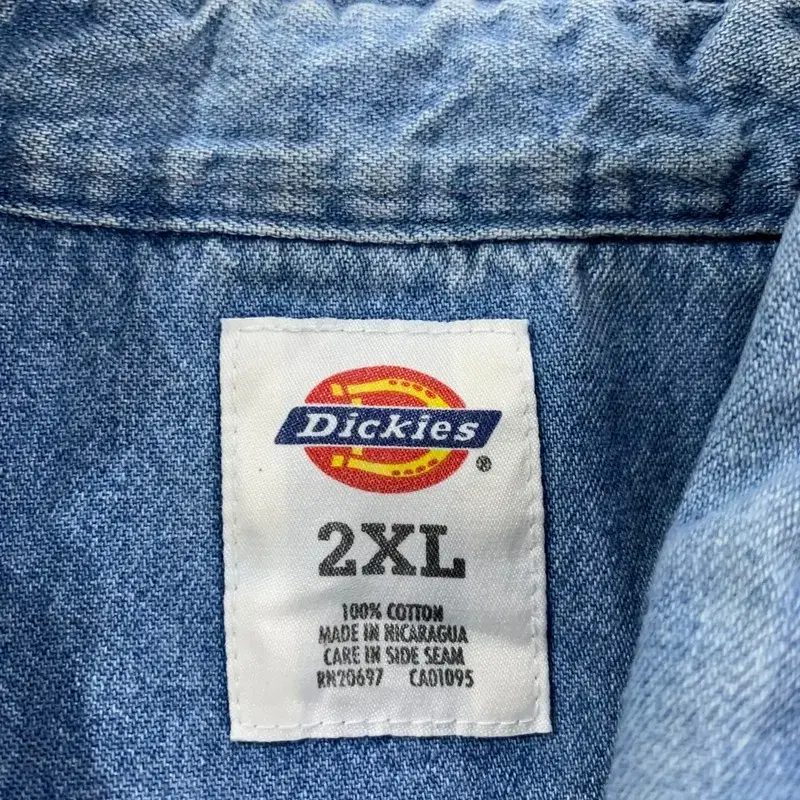 Dickies®
2XL
100% COTTON
MADE IN NICARAGUA
CARE IN SIDE SEAM
RN20697 CA01095